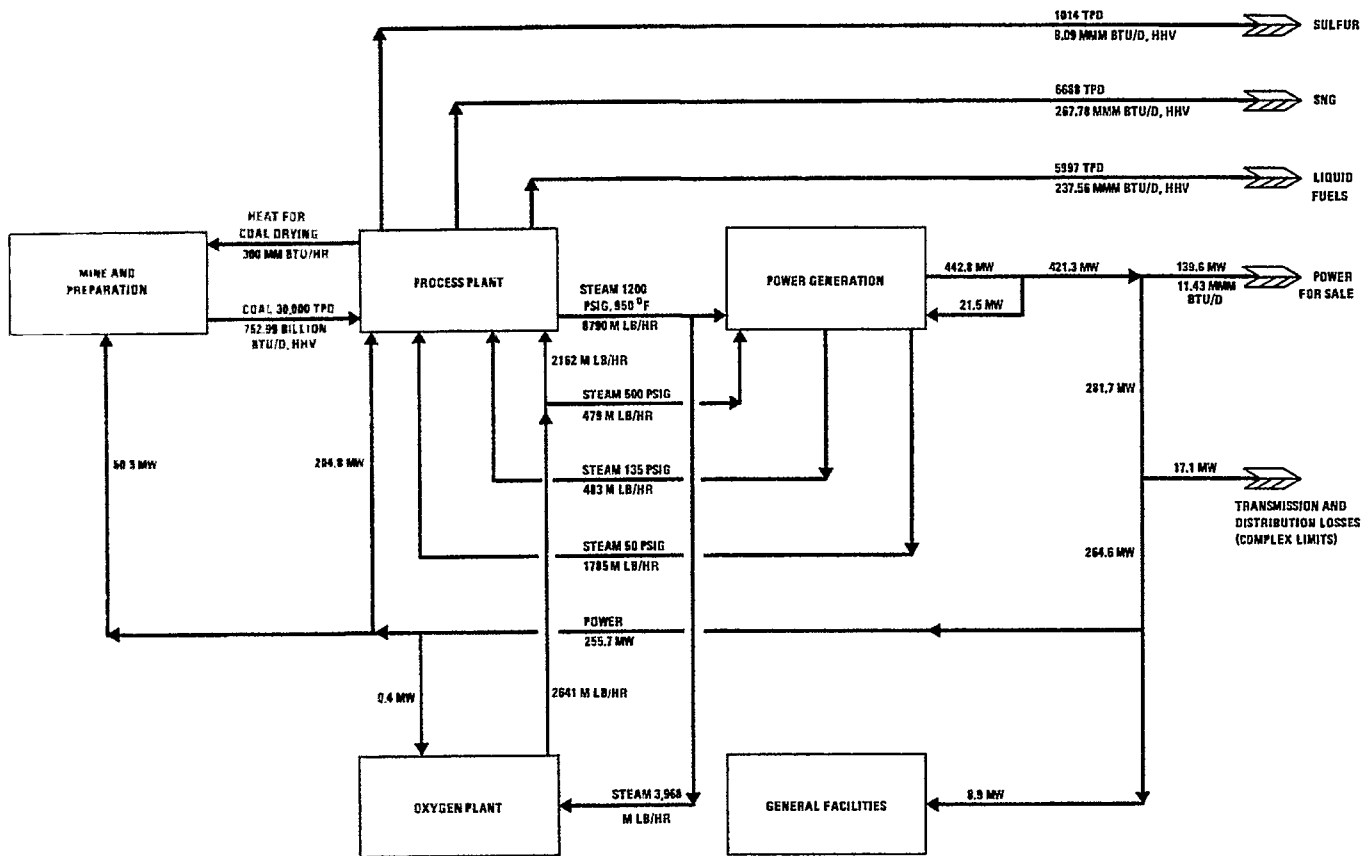 1014 TPD
8.09 MMM BTU/D, HHV
SULFUR
6688 TPD
267.78 MMM BTU/D, HHV
SNG
5997 TPD
237.56 MMM BTU/D, HHV
LIQUID
FUELS
HEAT FOR
COAL DRYING
300 MM BTU/HR
MINE AND
PREPARATION
PROCESS PLANT
POWER GENERATION
COAL 30,000 TPD
752.99 BILLION
BTU/D, HHV
STEAM 1200
PSIG, 950 °F
8790 M LB/HR
442.8 MW
421.3 MW
139.6 MW
11.43 MMM
BTU/D
POWER
FOR SALE
21.5 MW
2162 M LB/HR
STEAM 500 PSIG
479 M LB/HR
281.7 MW
50.5 MW
204.8 MW
STEAM 135 PSIG
483 M LB/HR
17.1 MW
TRANSMISSION AND
DISTRIBUTION LOSSES
(COMPLEX LIMITS)
STEAM 50 PSIG
1785 M LB/HR
264.6 MW
POWER
255.7 MW
0.4 MW
2641 M LB/HR
OXYGEN PLANT
STEAM 3,968
M LB/HR
GENERAL FACILITIES
8.9 MW